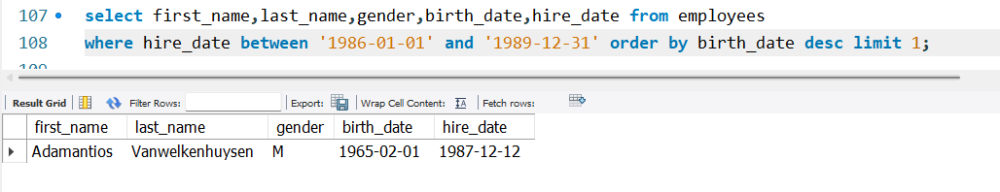 107 select first_name,last_name,gender,birth_date,hire_date from employees
108 where hire_date between '1986-01-01' and '1989-12-31' order by birth_date desc limit 1;
109
Result Grid Filter Rows: Export: Wrap Cell Content: IA Fetch rows:
first_name last_name gender birth_date hire_date
Adamantios Vanwelkenhuysen M 1965-02-01 1987-12-12